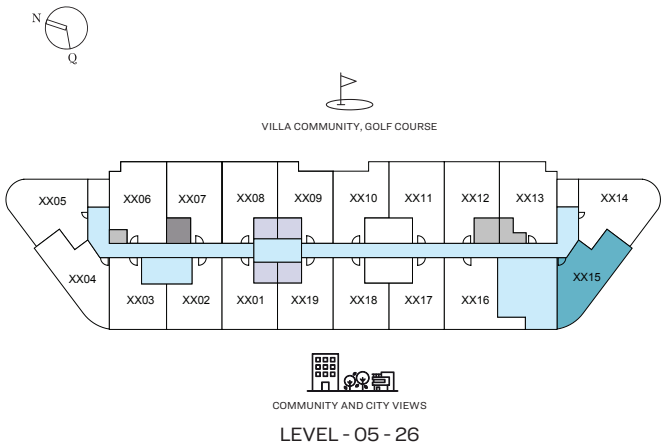 N
Q
VILLA COMMUNITY, GOLF COURSE
XX05
XX06
XX07
XX08
XX09
XX10
XX11
XX12
XX13
XX14
XX04
XX15
XX03
XX02
XX01
XX19
XX18
XX17
XX16
COMMUNITY AND CITY VIEWS
LEVEL - 05 - 26